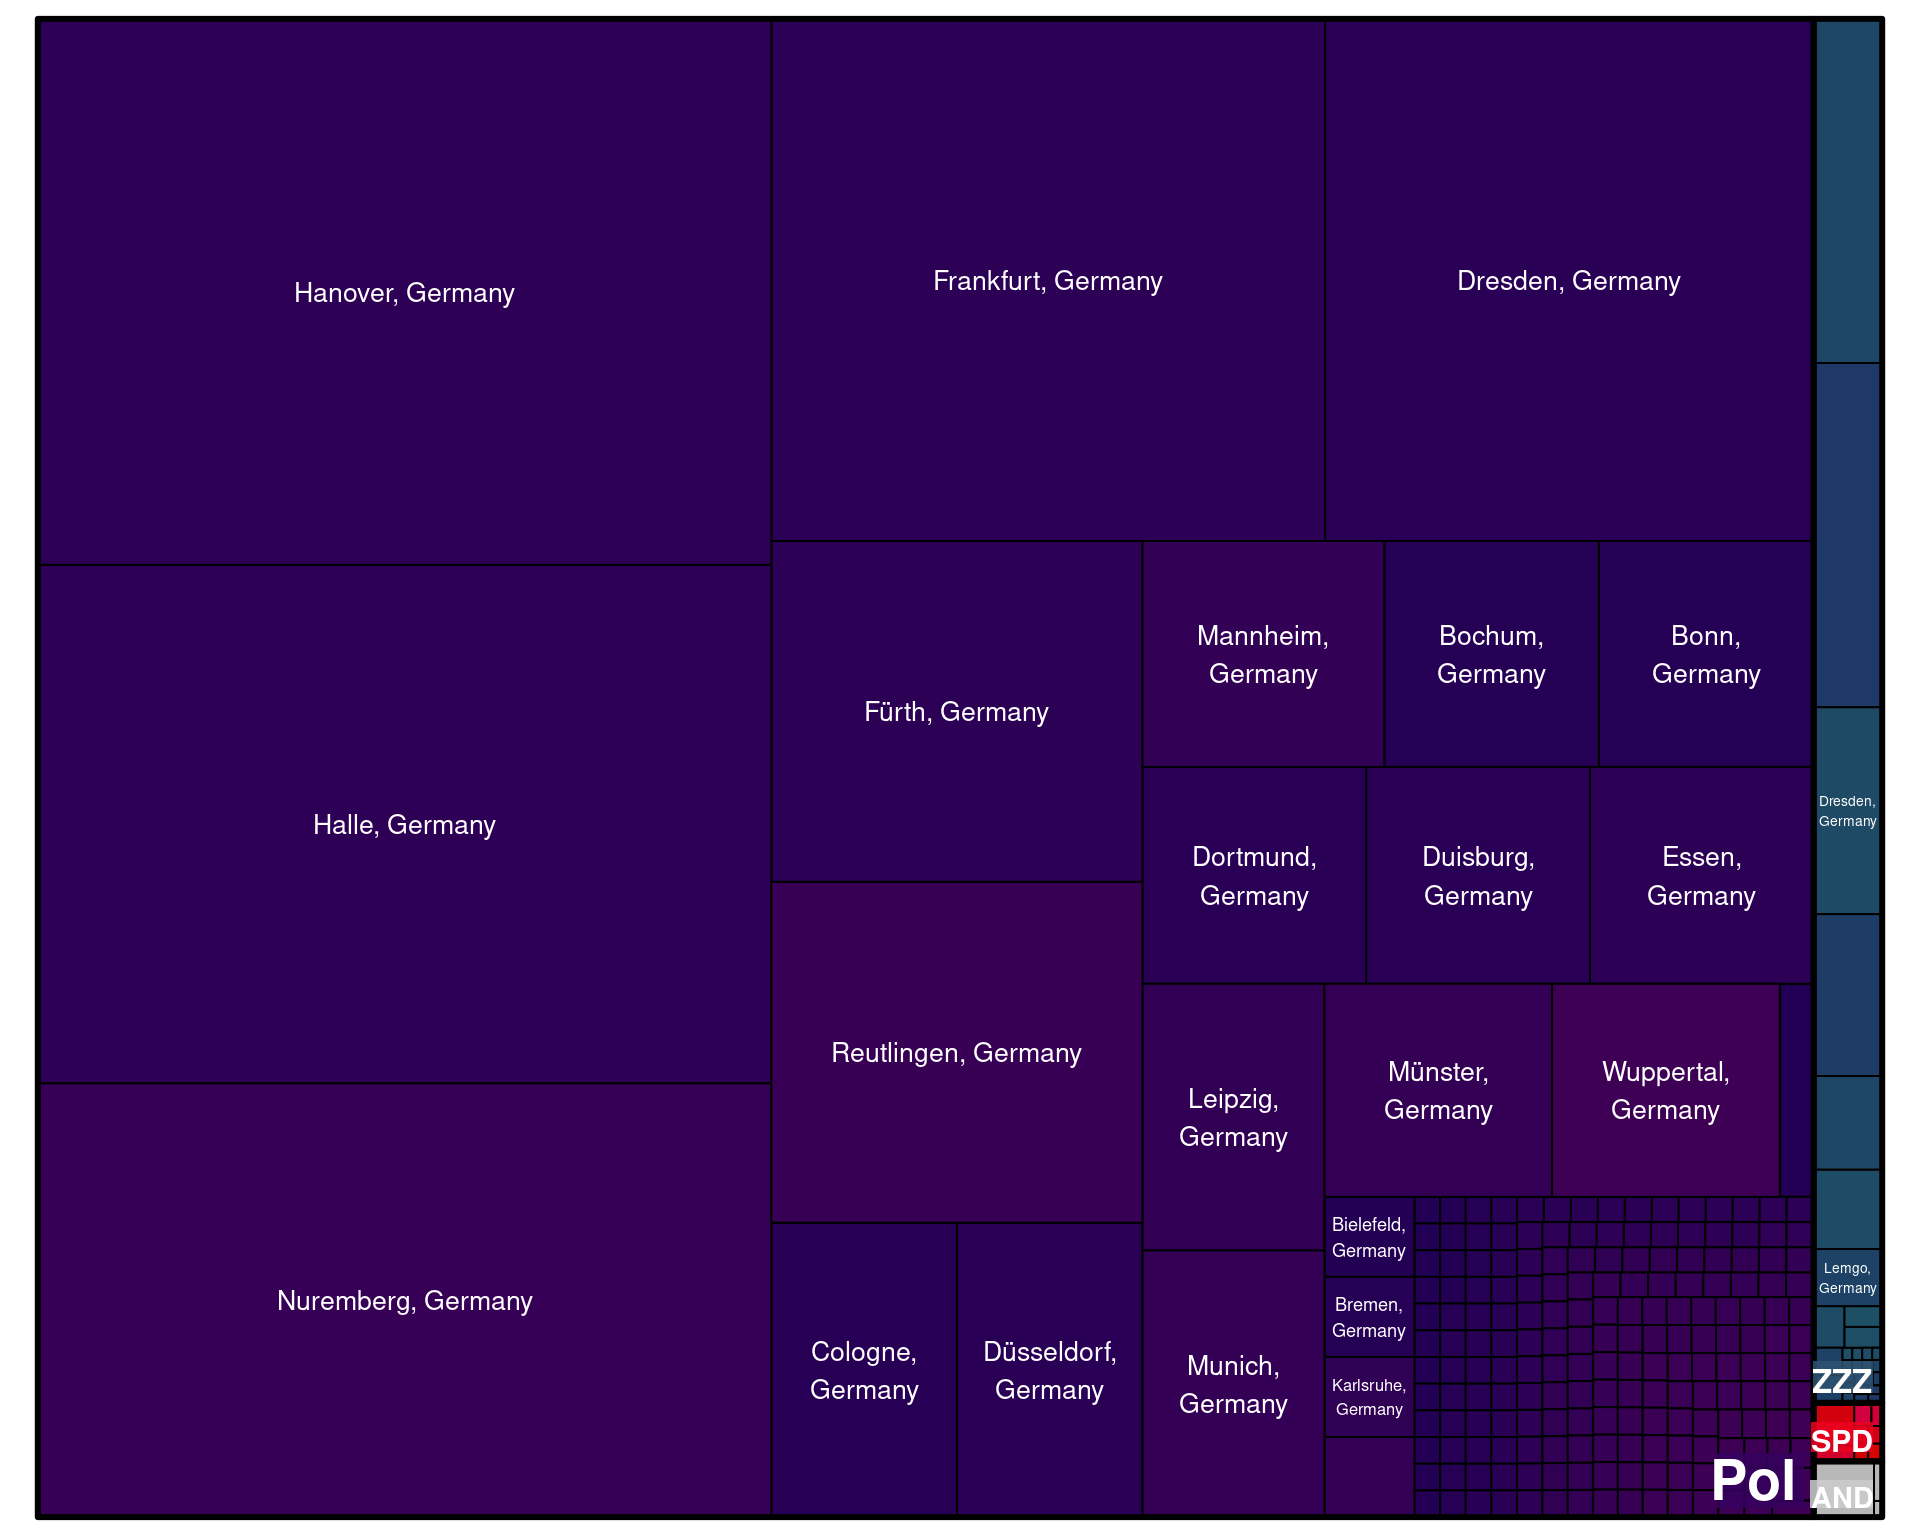 Hanover, Germany
Frankfurt, Germany
Dresden, Germany
Halle, Germany
Nuremberg, Germany
Fürth, Germany
Reutlingen, Germany
Cologne,
Germany
Düsseldorf,
Germany
Mannheim,
Germany
Bochum,
Germany
Bonn,
Germany
Dortmund,
Germany
Duisburg,
Germany
Essen,
Germany
Leipzig,
Germany
Münster,
Germany
Wuppertal,
Germany
Munich,
Germany
Bielefeld,
Germany
Bremen,
Germany
Karlsruhe,
Germany
Pol
Dresden,
Germany
Lemgo,
Germany
ZZZ
SPD
AND